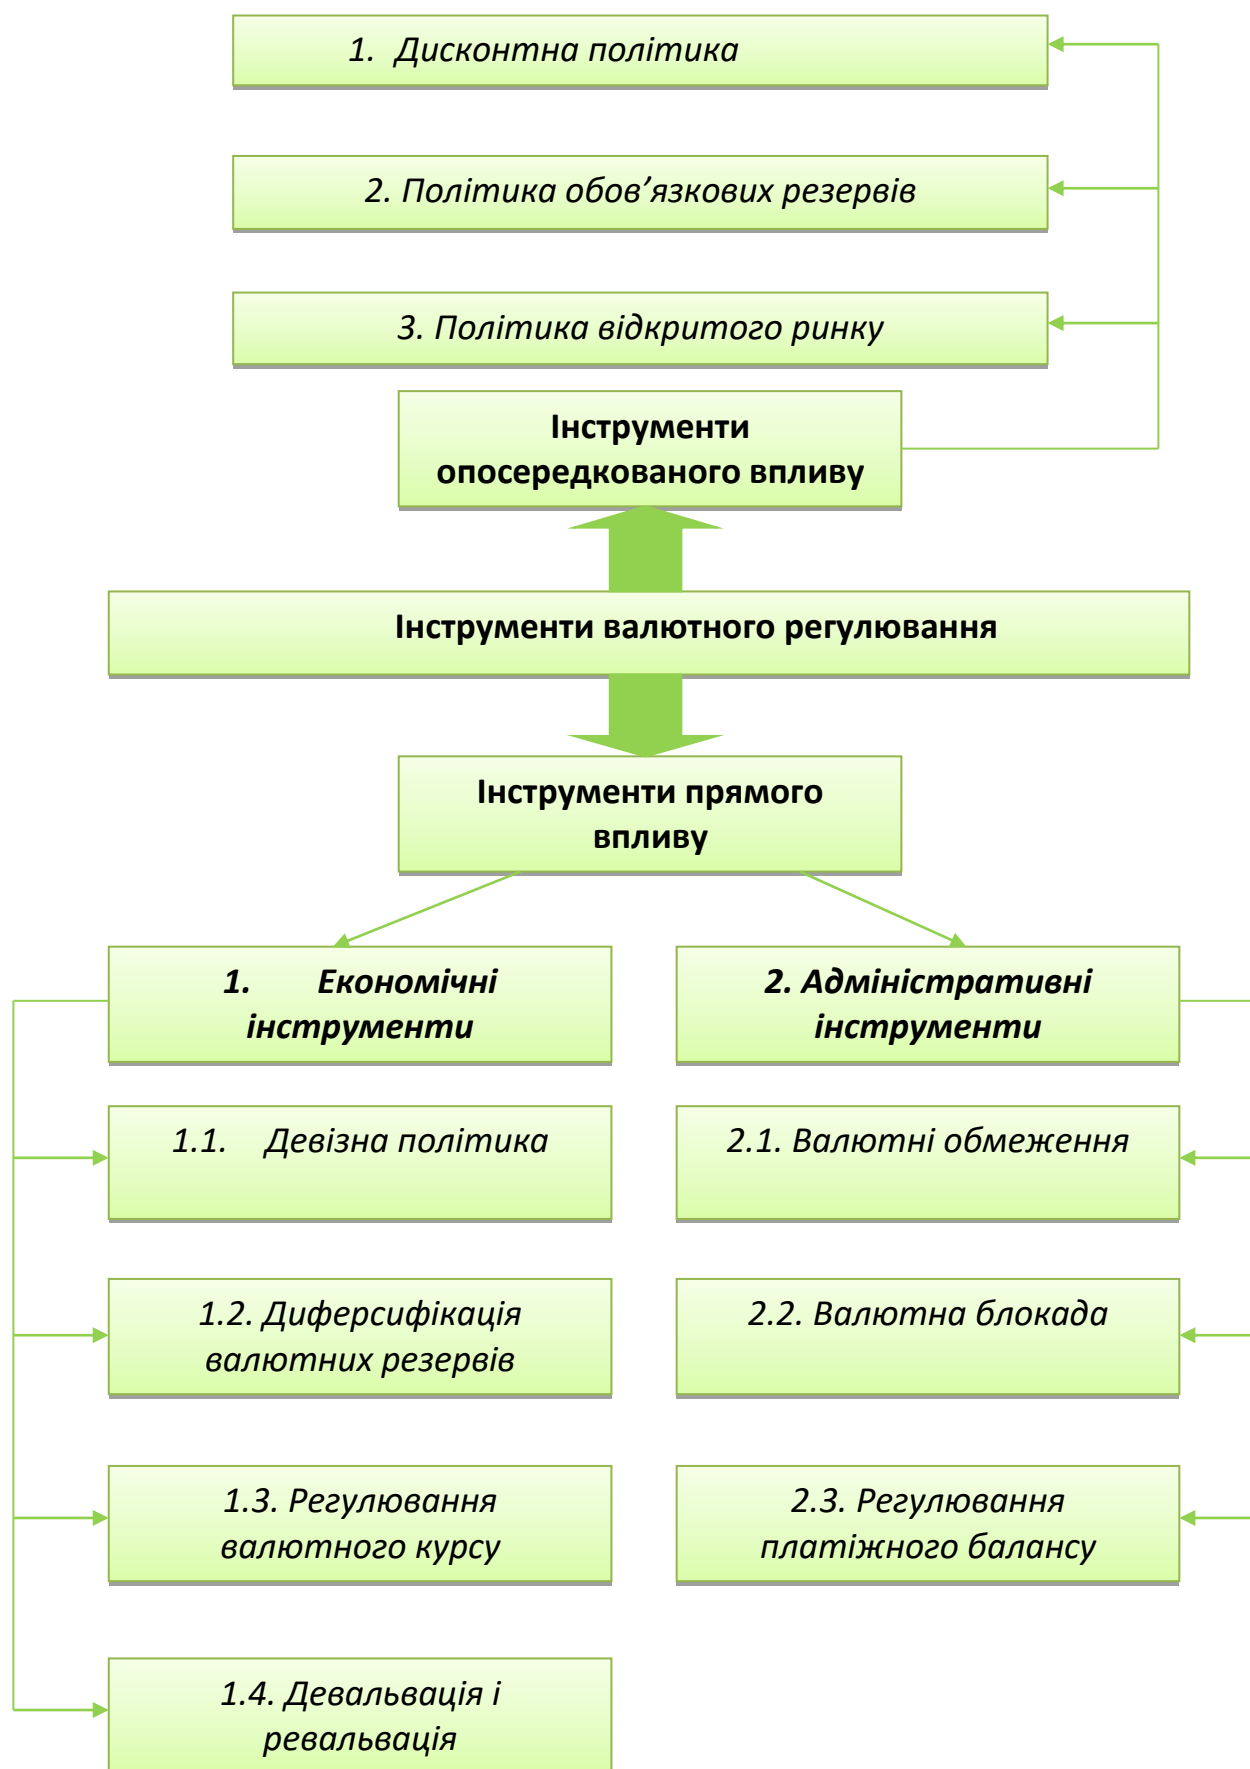 1. Дисконтна політика
2. Політика обов’язкових резервів
3. Політика відкритого ринку
Інструменти
опосередкованого впливу
Інструменти валютного регулювання
Інструменти прямого
впливу
1. Економічні
інструменти
2. Адміністративні
інструменти
1.1. Девізна політика
2.1. Валютні обмеження
1.2. Диферсифікація
валютних резервів
2.2. Валютна блокада
1.3. Регулювання
валютного курсу
2.3. Регулювання
платіжного балансу
1.4. Девальвація і
ревальвація